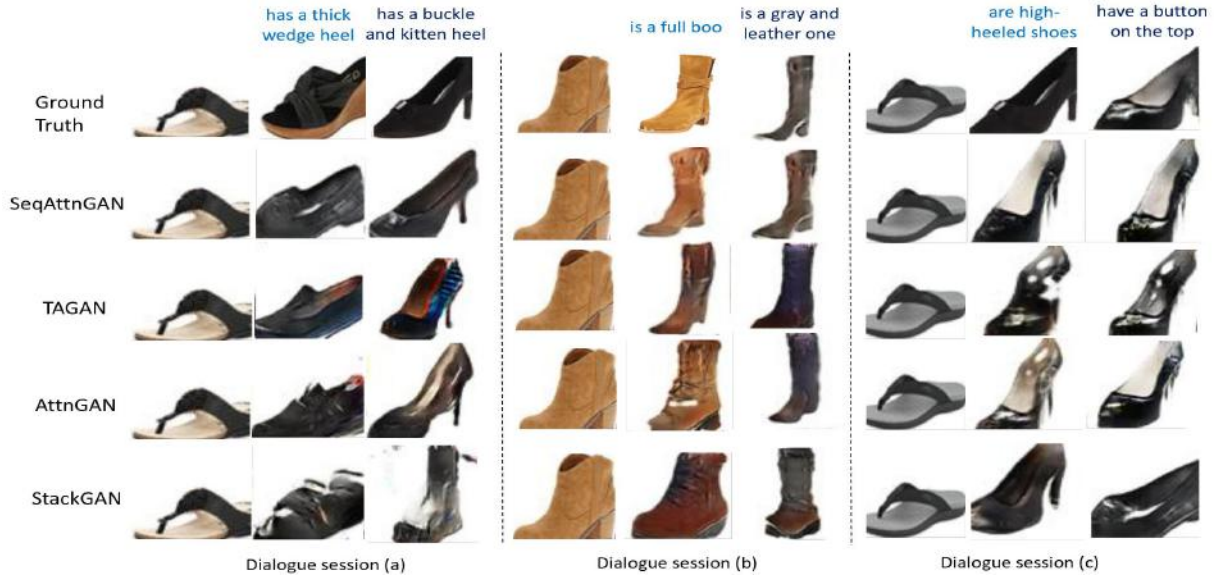 has a thick
wedge heel
has a buckle
and kitten heel
is a full boo
is a gray and
leather one
are high-
heeled shoes
have a button
on the top
Ground
Truth
SeqAttnGAN
TAGAN
AttnGAN
StackGAN
Dialogue session (a)
Dialogue session (b)
Dialogue session (c)